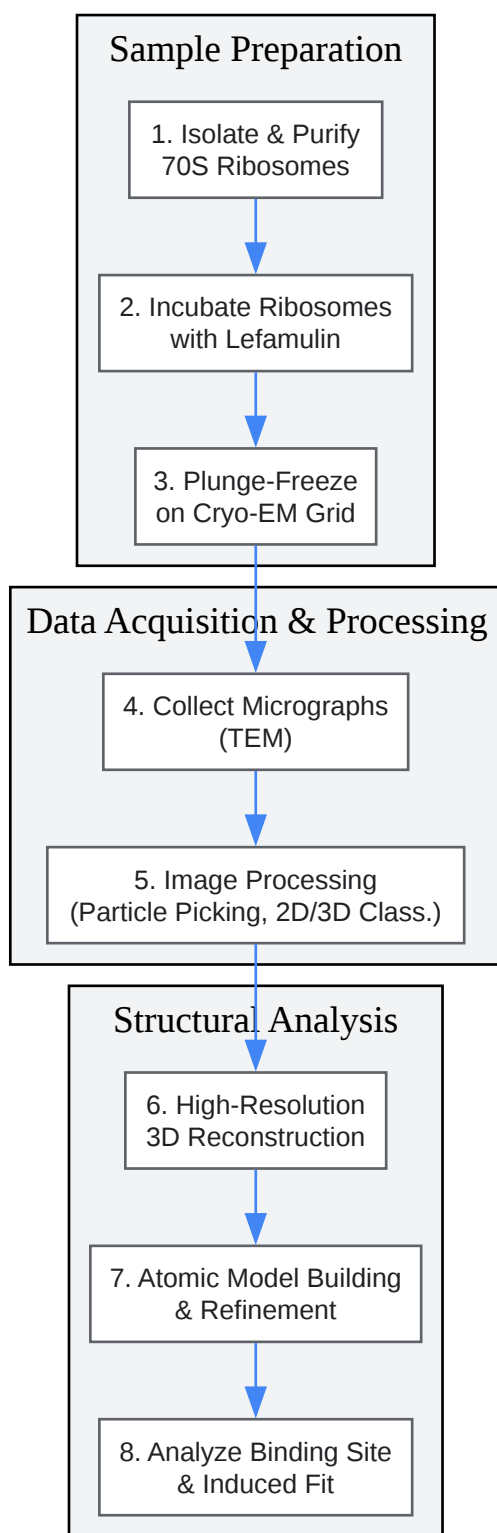 Sample Preparation
1. Isolate & Purify
70S Ribosomes
2. Incubate Ribosomes
with Lefamulin
3. Plunge-Freeze
on Cryo-EM Grid
Data Acquisition & Processing
4. Collect Micrographs
(TEM)
5. Image Processing
(Particle Picking, 2D/3D Class.)
Structural Analysis
6. High-Resolution
3D Reconstruction
7. Atomic Model Building
& Refinement
8. Analyze Binding Site
& Induced Fit